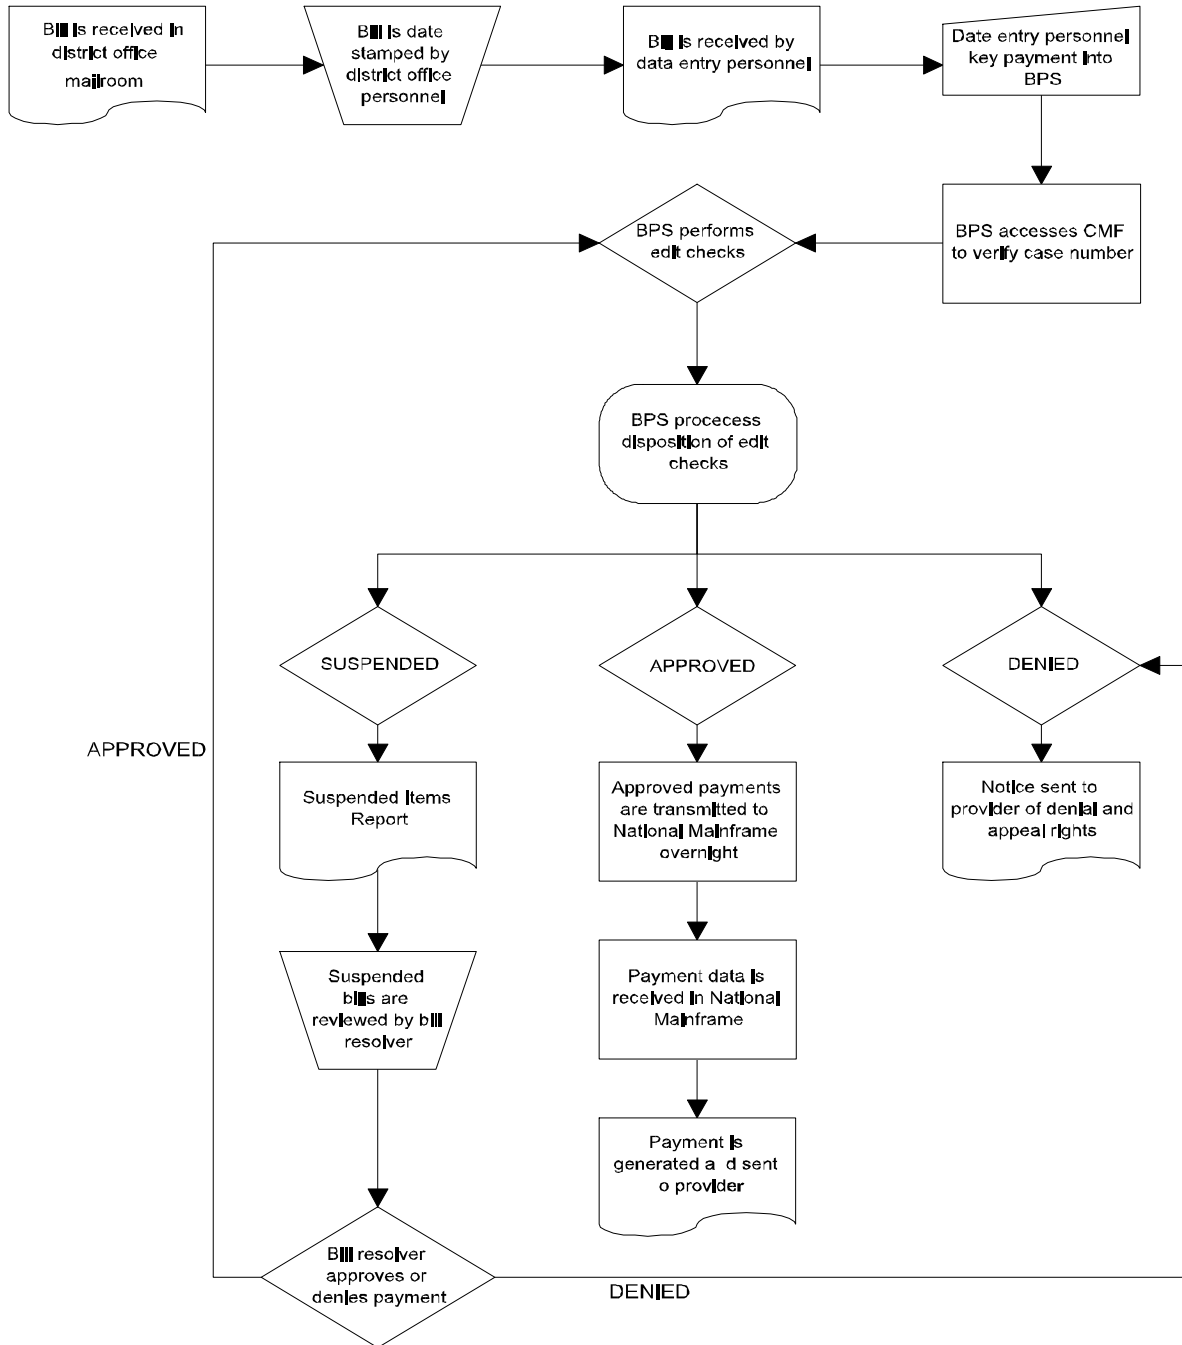 Bill is received in
district office
mailroom
Bill is date
stamped by
district office
personnel
Bill is received by
data entry personnel
Date entry personnel
key payment into
BPS
BPS performs
edit checks
BPS accesses CMF
to verify case number
BPS procecess
disposition of edit
checks
SUSPENDED
APPROVED
DENIED
APPROVED
Suspended Items
Report
Approved payments
are transmitted to
National Mainframe
overnight
Notice sent to
provider of denial and
appeal rights
Suspended
bills are
reviewed by bill
resolver
Payment data is
received in National
Mainframe
Payment is
generated a d sent
o provider
Bill resolver
approves or
denies payment
DENIED